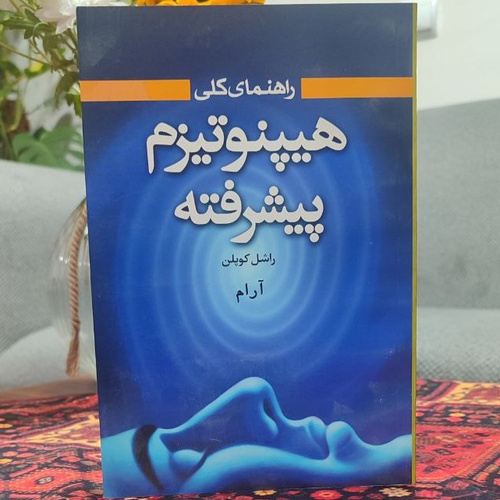 راهنمای کلی
هیپنوتیزم
پیشرفته
راشل کوپلن
آرام